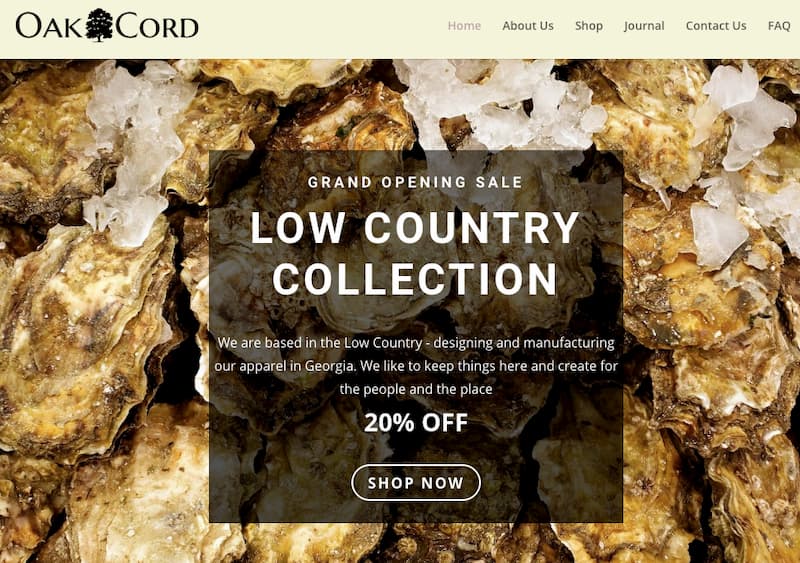 OAK CORD
Home About Us Shop Journal Contact Us FAQ
GRAND OPENING SALE
LOW COUNTRY
COLLECTION
We are based in the Low Country - designing and manufacturing
our apparel in Georgia. We like to keep things here and create for
the people and the place
20% OFF
SHOP NOW